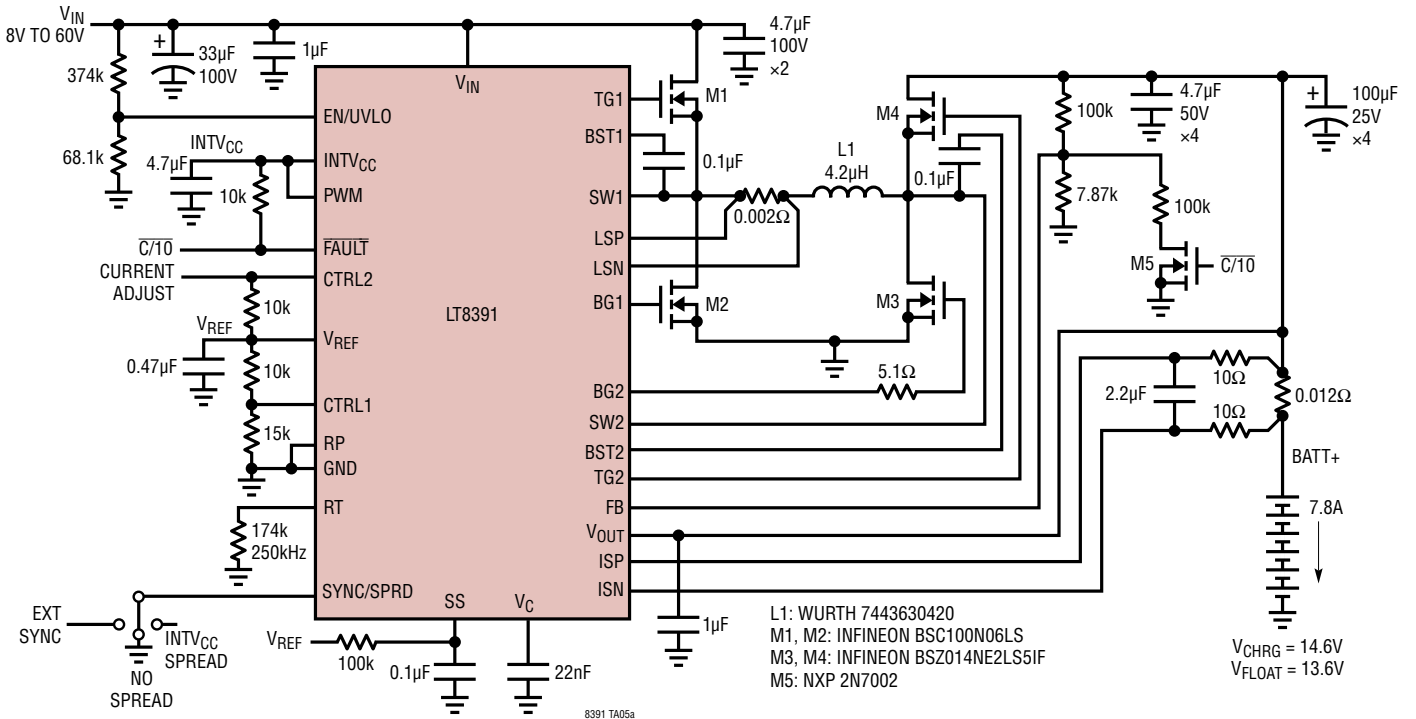 VIN
8V TO 60V
374k
68.1k
+
33µF
100V
1µF
VIN
4.7µF
100V
×2
EN/UVLO
INTVCC
4.7µF
10k
INTVCC
PWM
C/10
FAULT
CURRENT
ADJUST
CTRL2
10k
VREF
VREF
0.47µF
10k
CTRL1
15k
RP
GND
RT
174k
250kHz
SYNC/SPRD
EXT
SYNC
INTVCC
SPREAD
NO
SPREAD
LT8391
SS
VC
VREF
100k
0.1µF
22nF
8391 TA05a
TG1
BST1
SW1
LSP
LSN
BG1
BG2
SW2
BST2
TG2
FB
VOUT
ISP
ISN
M1
0.1µF
0.002Ω
M2
L1
4.2µH
M4
0.1µF
M3
5.1Ω
1µF
100k
7.87k
4.7µF
50V
×4
+
100µF
25V
×4
100k
M5
C/10
10Ω
2.2µF
10Ω
0.012Ω
BATT+
7.8A
VCHRG = 14.6V
VFLOAT = 13.6V
L1: WURTH 7443630420
M1, M2: INFINEON BSC100N06LS
M3, M4: INFINEON BSZ014NE2LS5IF
M5: NXP 2N7002